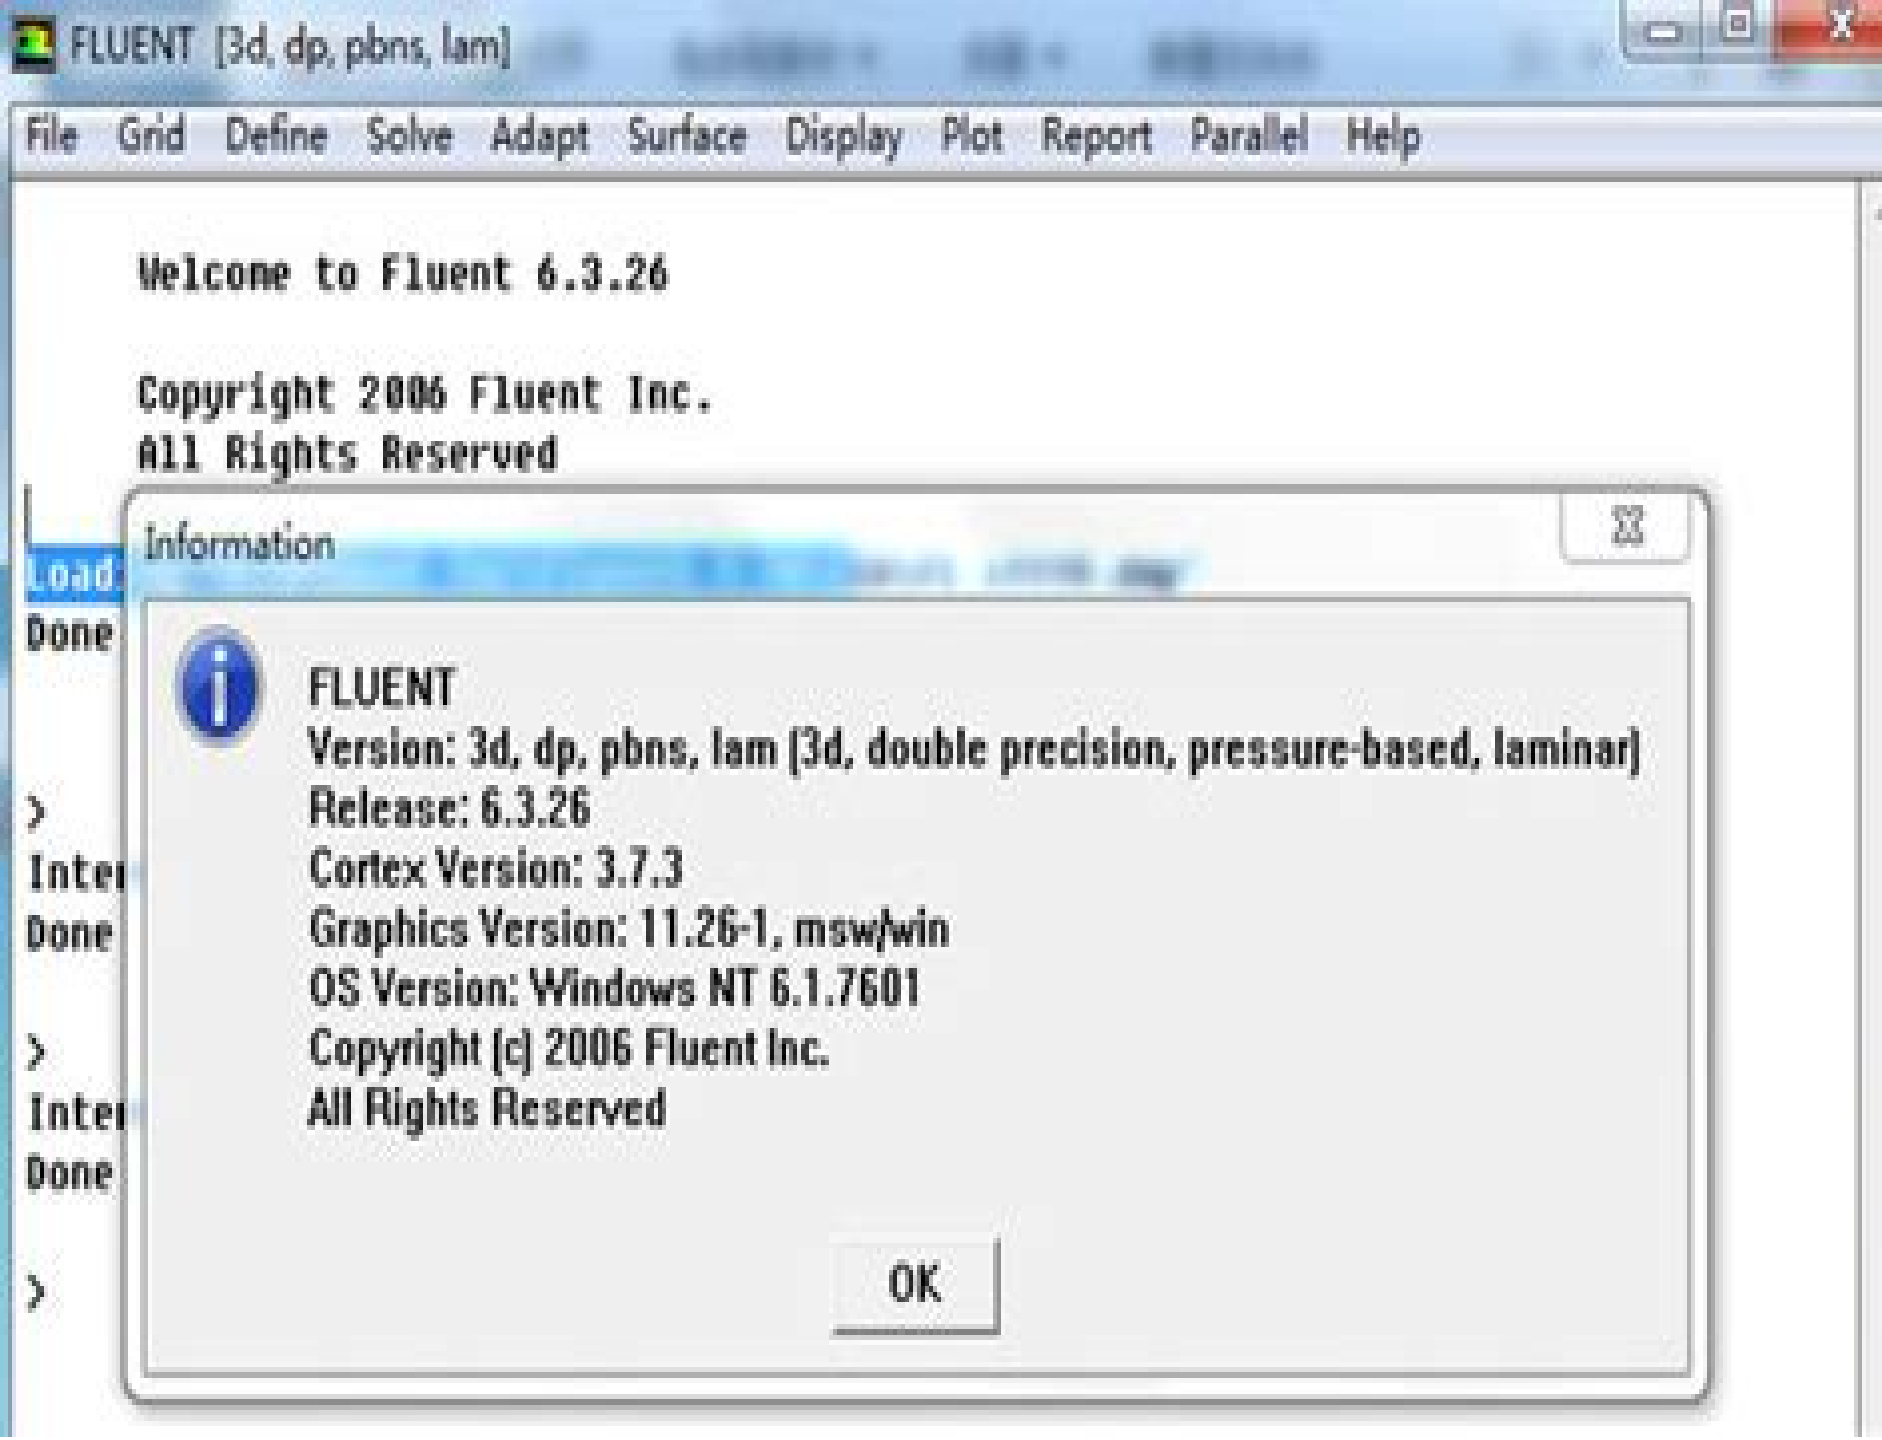 FLUENT [3d, dp, pbns, lam]
File Grid Define Solve Adapt Surface Display Plot Report Parallel Help
Welcome to Fluent 6.3.26
Copyright 2006 Fluent Inc.
All Rights Reserved
Information
Load
Done
FLUENT
Version: 3d, dp, pbns, lam (3d, double precision, pressure-based, laminar)
Release: 6.3.26
>
Cortex Version: 3.7.3
Inter
Graphics Version: 11.26-1, msw/win
Done
OS Version: Windows NT 6.1.7601
>
Copyright (c) 2006 Fluent Inc.
All Rights Reserved
Inter
Done
OK
>